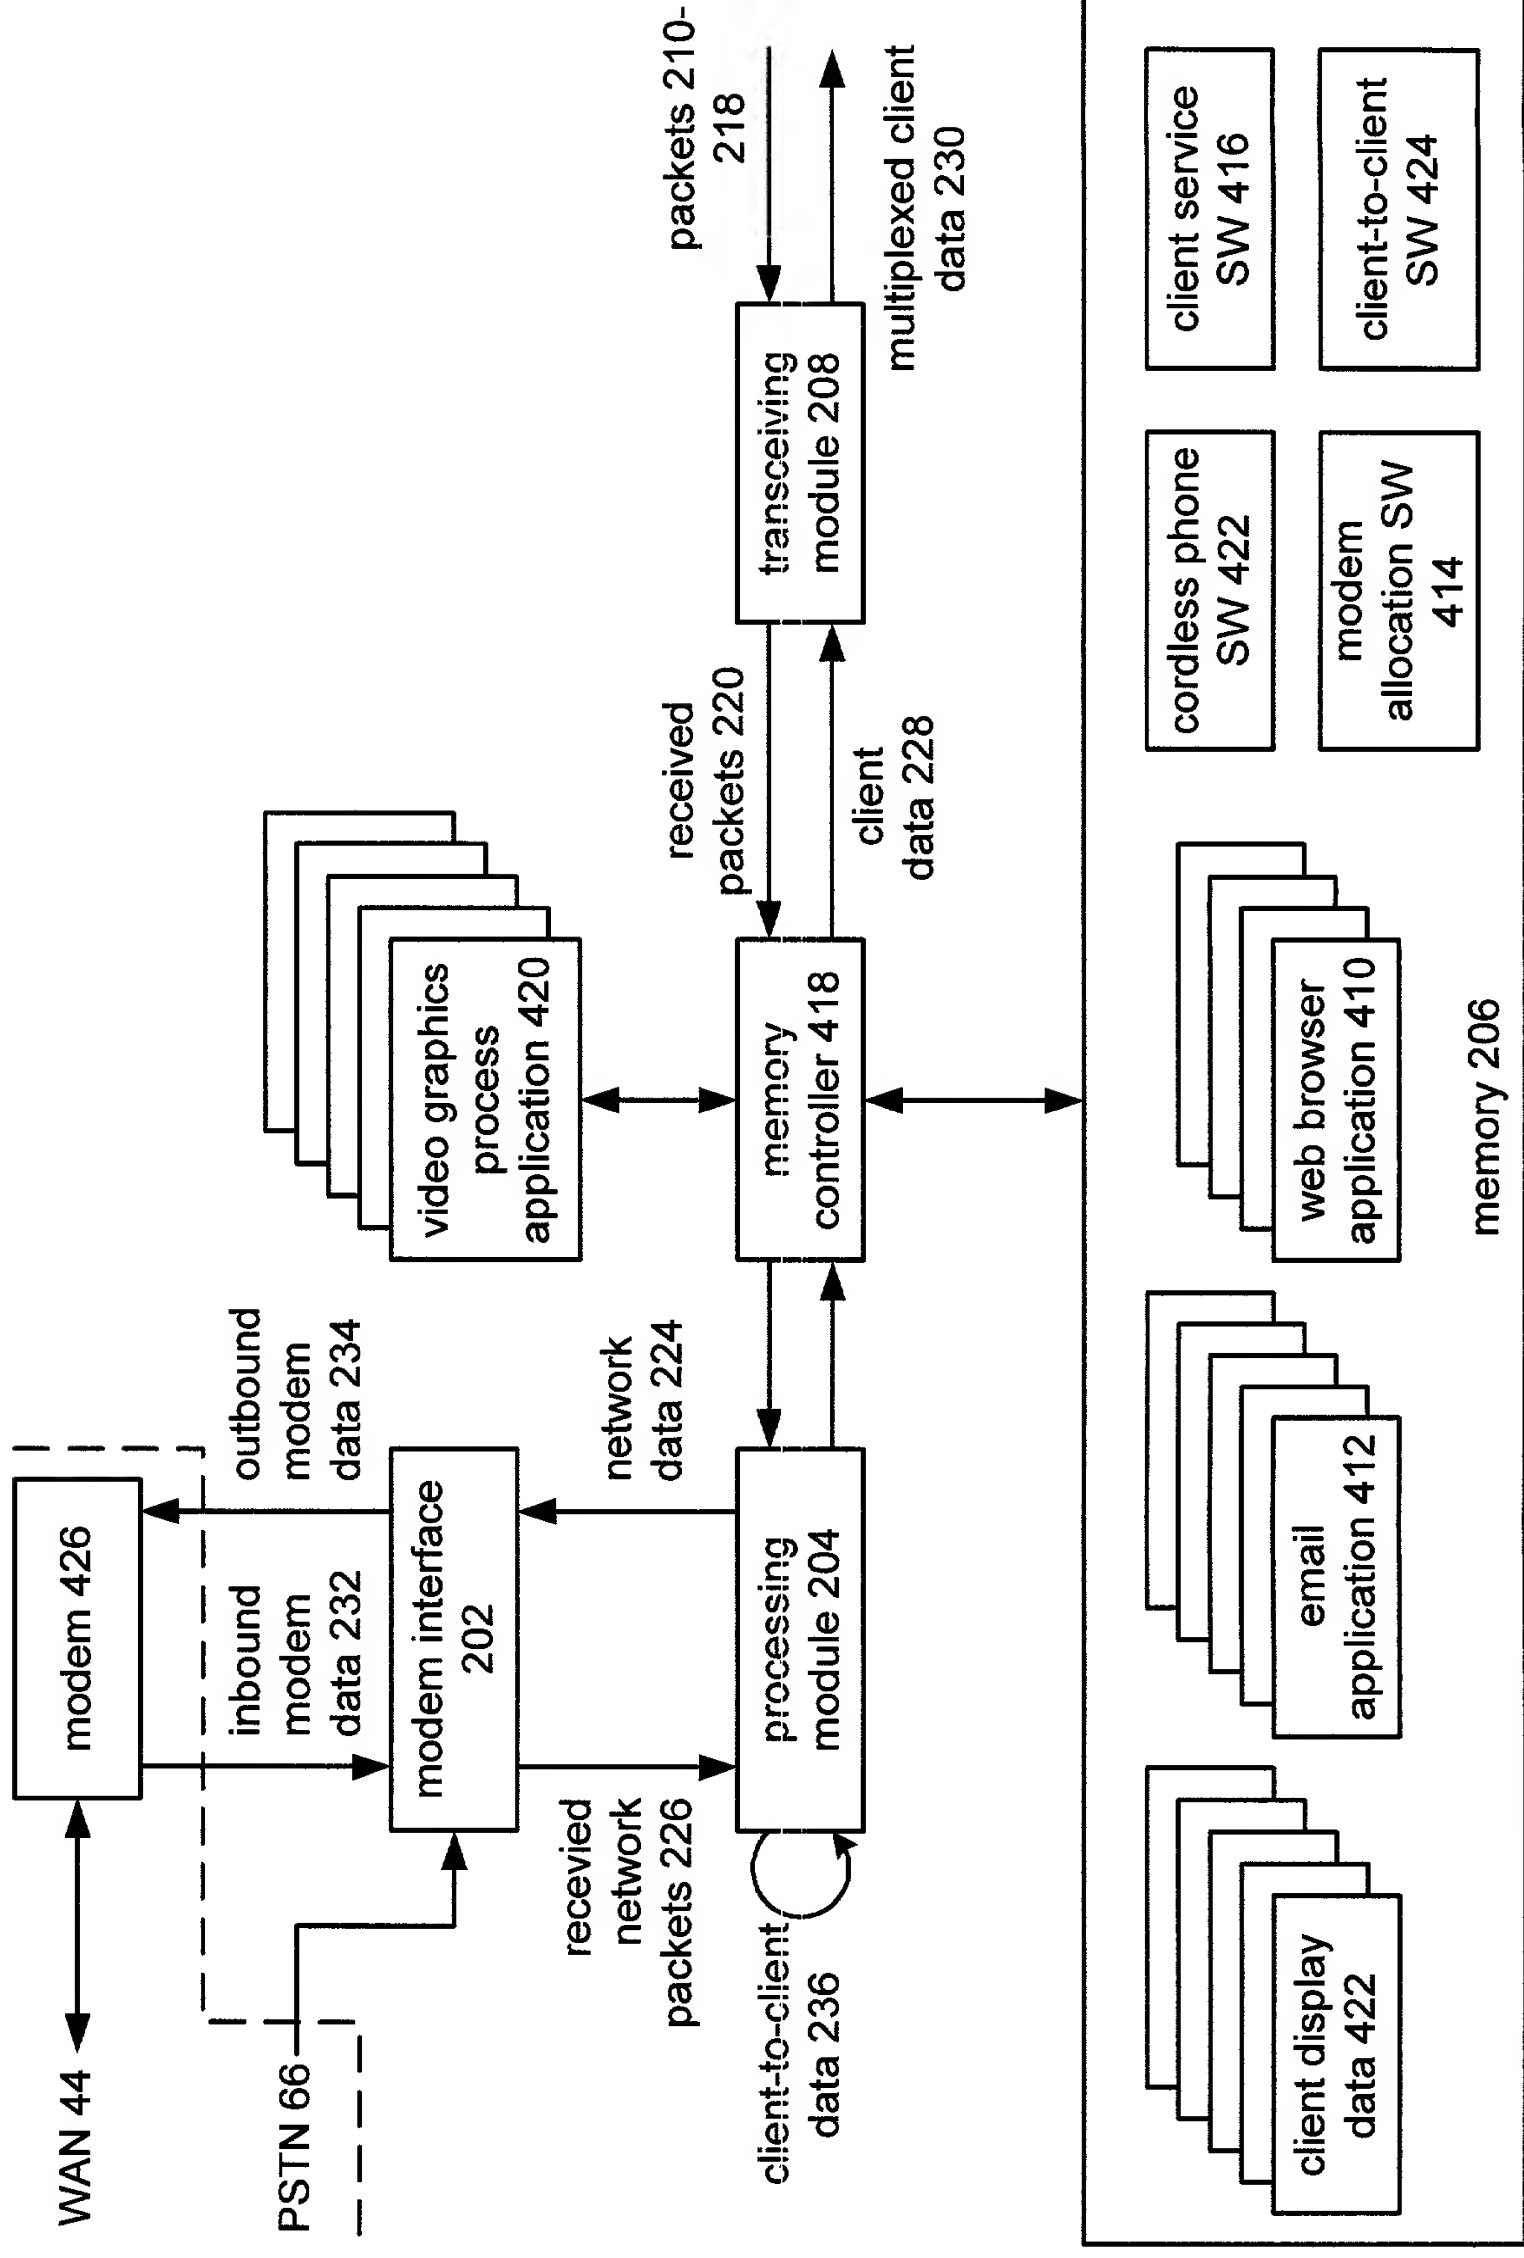 WAN 44
modem 426
PSTN 66
inbound
modem
data 232
outbound
modem
data 234
modem interface
202
recevied
network
packets 226
network
data 224
video graphics
process
application 420
client-to-client
data 236
processing
module 204
memory
controller 418
received
packets 220
client
data 228
transceiving
module 208
packets 210-
218
multiplexed client
data 230
client display
data 422
email
application 412
web browser
application 410
cordless phone
SW 422
client service
SW 416
modem
allocation SW
414
client-to-client
SW 424
memory 206